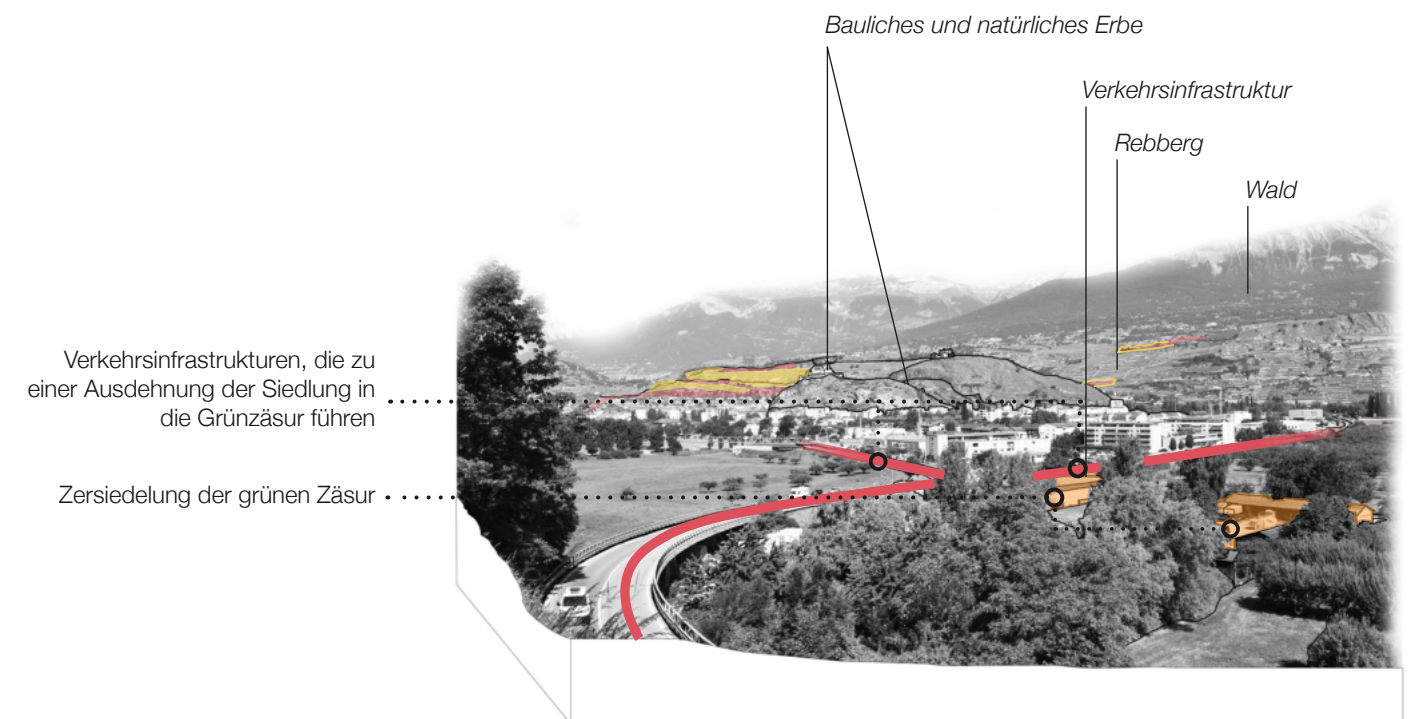 Bauliches und natürliches Erbe
Verkehrsinfrastruktur
Rebberg
Wald
Verkehrsinfrastrukturen, die zu
einer Ausdehnung der Siedlung in
die Grünzäsur führen
Zersiedelung der grünen Zäsur